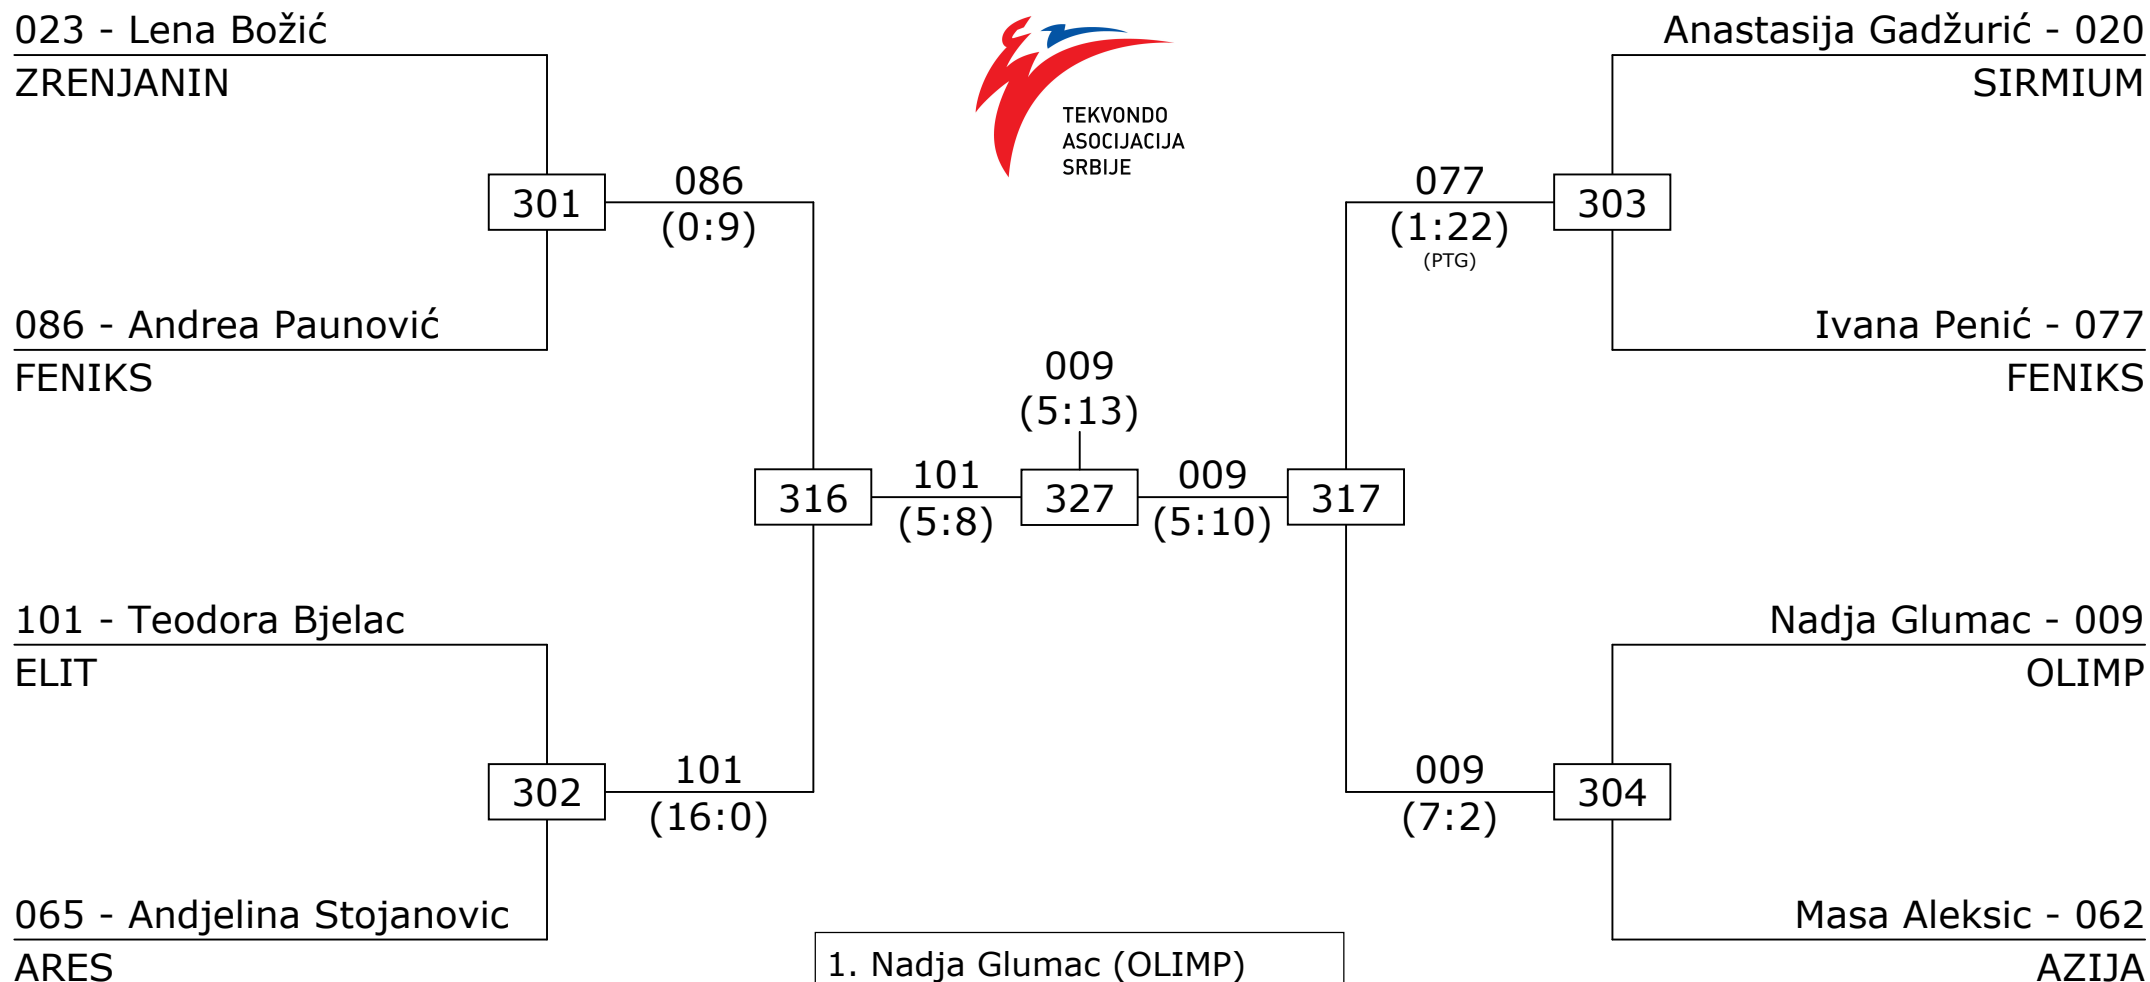 023 - Lena Božić
ZRENJANIN
301
086
(0:9)
086 - Andrea Paunović
FENIKS
101 - Teodora Bjelac
ELIT
302
101
(16:0)
065 - Andjelina Stojanovic
ARES
316
101
(5:8)
TEKVONDO
ASOCIJACIJA
SRBIJE
009
(5:13)
327
009
(5:10)
317
Anastasija Gadžurić - 020
SIRMIUM
077
(1:22)
(PTG)
303
Ivana Penić - 077
FENIKS
Nadja Glumac - 009
OLIMP
009
(7:2)
304
Masa Aleksic - 062
AZIJA
1. Nadja Glumac (OLIMP)